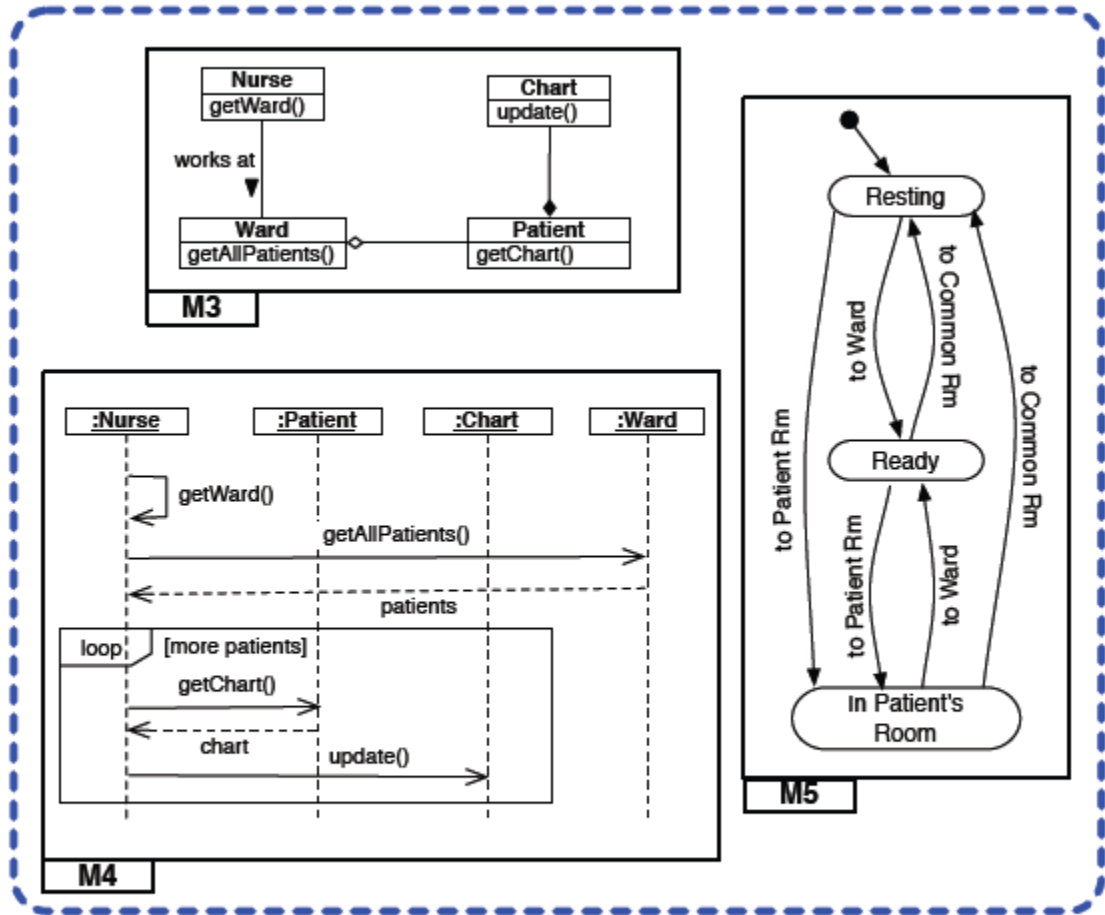 Nurse
getWard()
Chart
update()
works at
Ward
getAllPatients()
Patient
getChart()
M3
:Nurse
:Patient
:Chart
:Ward
getWard()
getAllPatients()
patients
loop
[more patients]
getChart()
chart
update()
M4
Resting
to Ward
to Common Rm
to Patient Rm
to Common Rm
Ready
to Patient Rm
to Ward
In Patient's
Room
M5